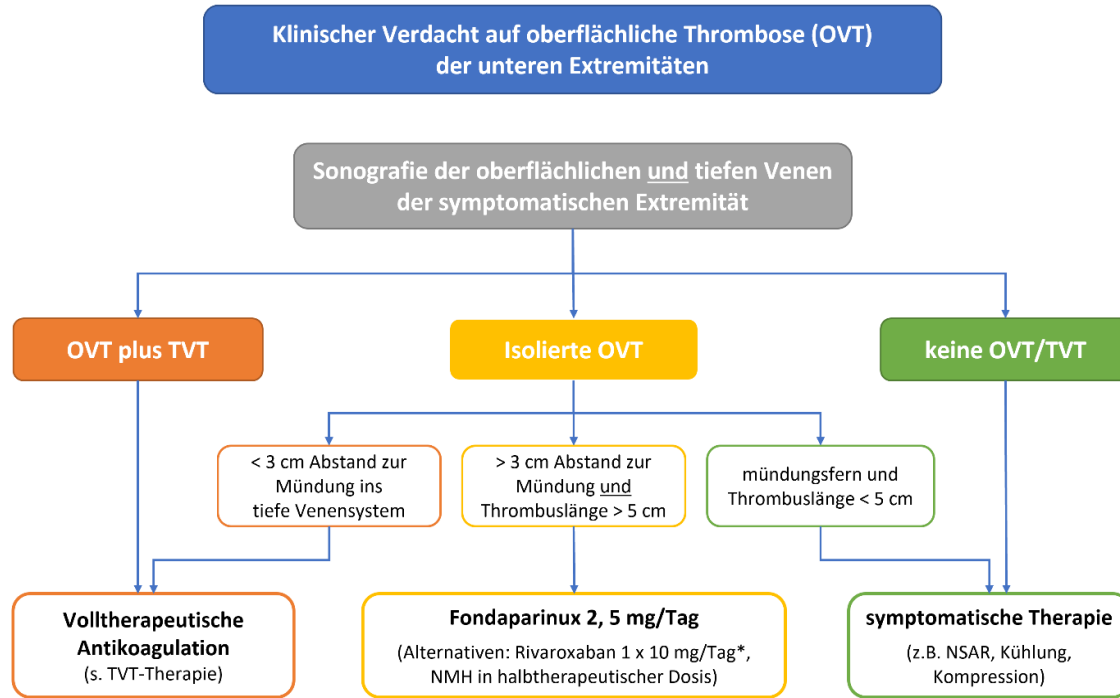 Klinischer Verdacht auf oberflächliche Thrombose (OVT)
der unteren Extremitäten
Sonografie der oberflächlichen und tiefen Venen
der symptomatischen Extremität
OVT plus TVT
Isolierte OVT
keine OVT/TVT
< 3 cm Abstand zur
Mündung ins
tiefe Venensystem
> 3 cm Abstand zur
Mündung und
Thrombuslänge > 5 cm
mündungsfern und
Thrombuslänge < 5 cm
Volltherapeutische
Antikoagulation
(s. TVT-Therapie)
Fondaparinux 2, 5 mg/Tag
(Alternativen: Rivaroxaban 1 x 10 mg/Tag*,
NMH in halbtherapeutischer Dosis)
symptomatische Therapie
(z.B. NSAR, Kühlung,
Kompression)